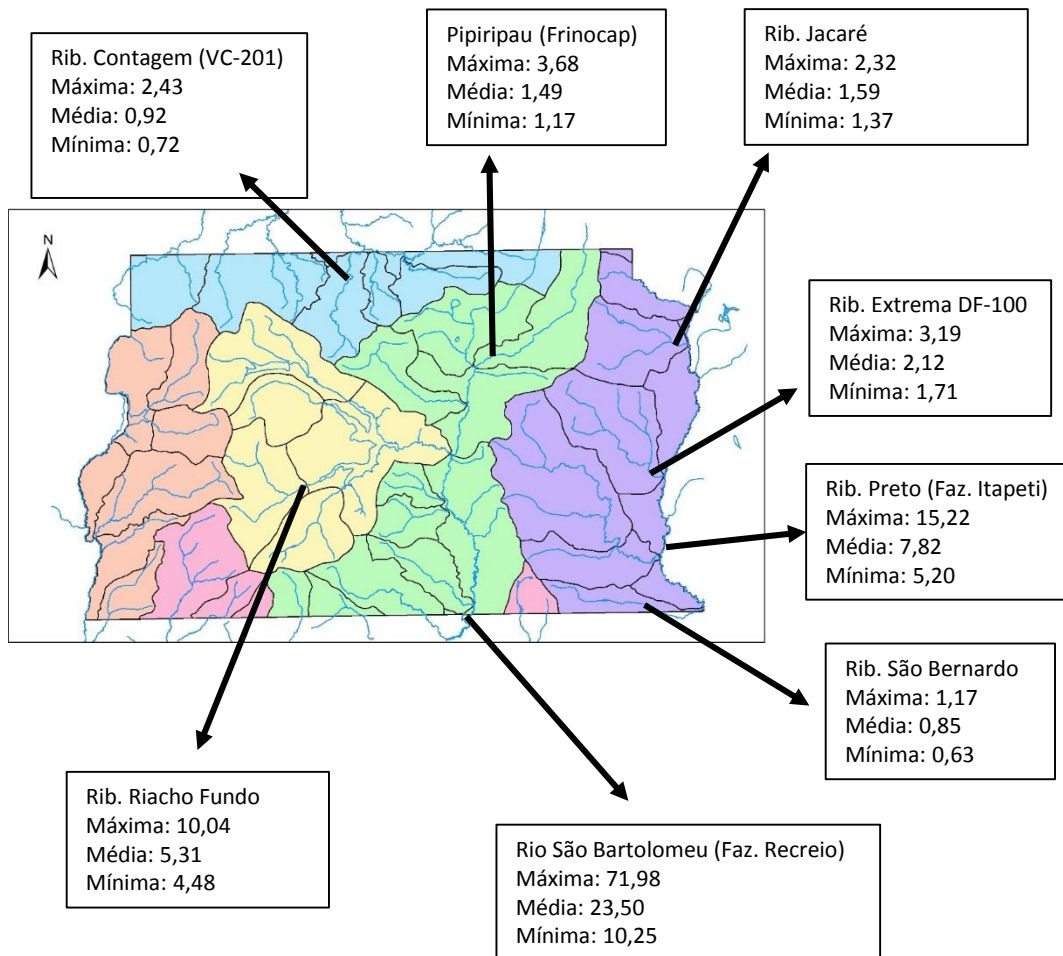 Rib. Contagem (VC-201)
Máxima: 2,43
Média: 0,92
Mínima: 0,72
Pipiripau (Frinocap)
Máxima: 3,68
Média: 1,49
Mínima: 1,17
Rib. Jacaré
Máxima: 2,32
Média: 1,59
Mínima: 1,37
N
Rib. Extrema DF-100
Máxima: 3,19
Média: 2,12
Mínima: 1,71
Rib. Preto (Faz. Itapeti)
Máxima: 15,22
Média: 7,82
Mínima: 5,20
Rib. São Bernardo
Máxima: 1,17
Média: 0,85
Mínima: 0,63
Rib. Riacho Fundo
Máxima: 10,04
Média: 5,31
Mínima: 4,48
Rio São Bartolomeu (Faz. Recreio)
Máxima: 71,98
Média: 23,50
Mínima: 10,25